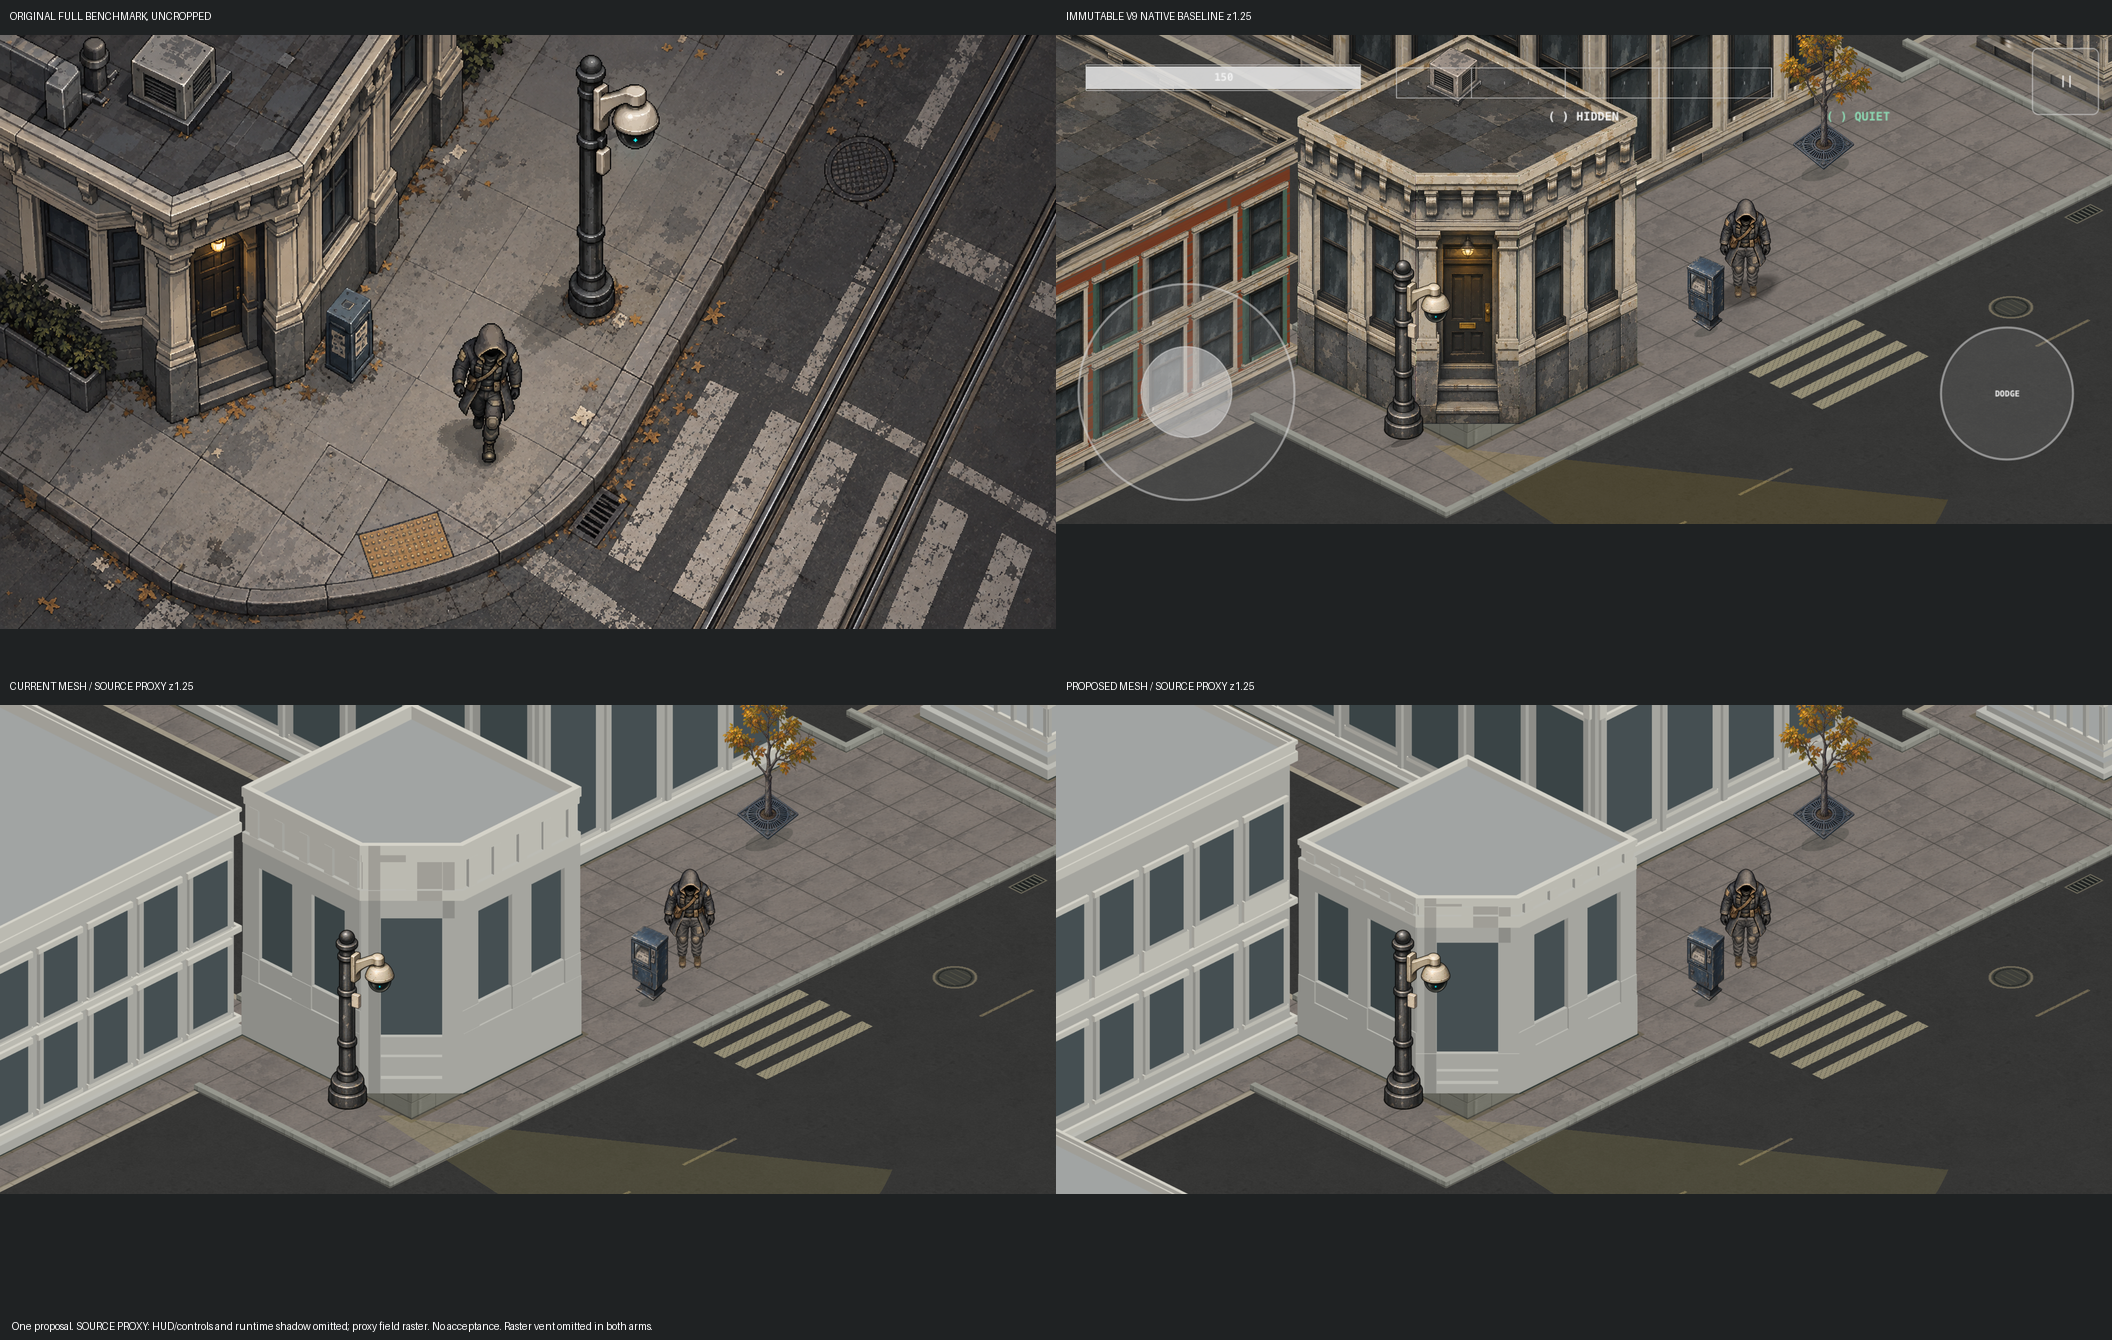 ORIGINAL FULL BENCHMARK, UNCROPPED
IMMUTABLE V9 NATIVE BASELINE z1.25
150
( ) HIDDEN
( ) QUIET
DODGE
CURRENT MESH / SOURCE PROXY z1.25
PROPOSED MESH / SOURCE PROXY z1.25
One proposal. SOURCE PROXY: HUD/controls and runtime shadow omitted; proxy field raster. No acceptance. Raster vent omitted in both arms.